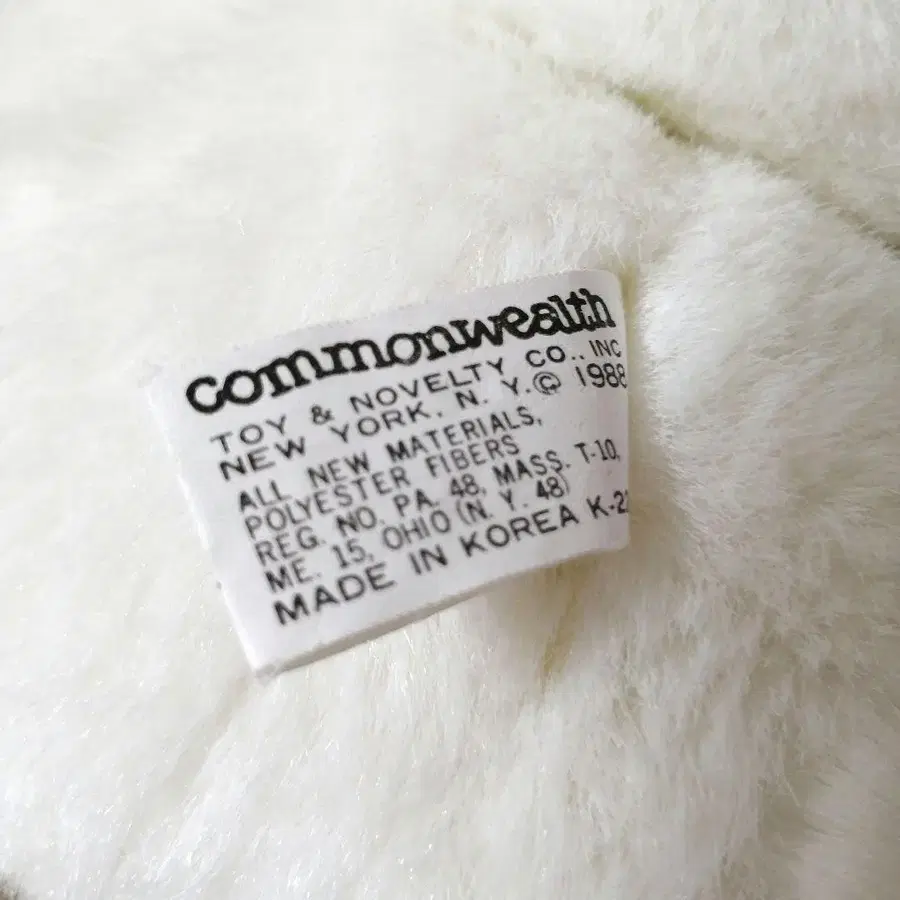 commonwealth
TOY & NOVELTY CO., INC
NEW YORK, N. Y. © 1988
ALL NEW MATERIALS,
POLYESTER FIBERS
REG. NO. PA. 48, MASS. T-10,
ME. 15, OHIO (N. Y. 48)
MADE IN KOREA